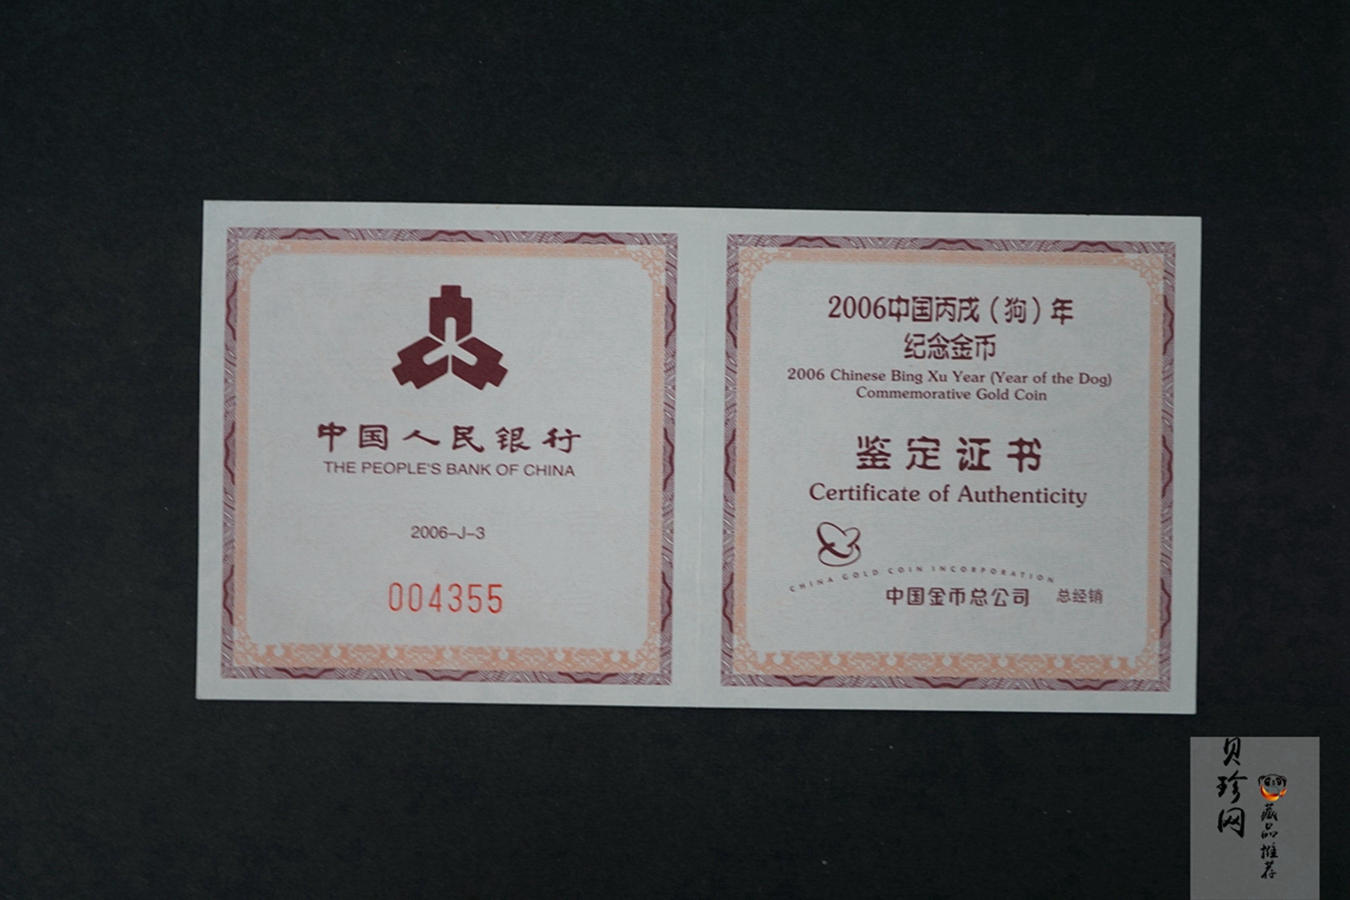 中国人民银行
THE PEOPLE'S BANK OF CHINA
2006-J-3
004355
2006中国丙戌（狗）年
纪念金币
2006 Chinese Bing Xu Year (Year of the Dog)
Commemorative Gold Coin
鉴定证书
Certificate of Authenticity
CHINA GOLD COIN INCORPORATION
中国金币总公司 总经销
贝珍网
藏品推荐